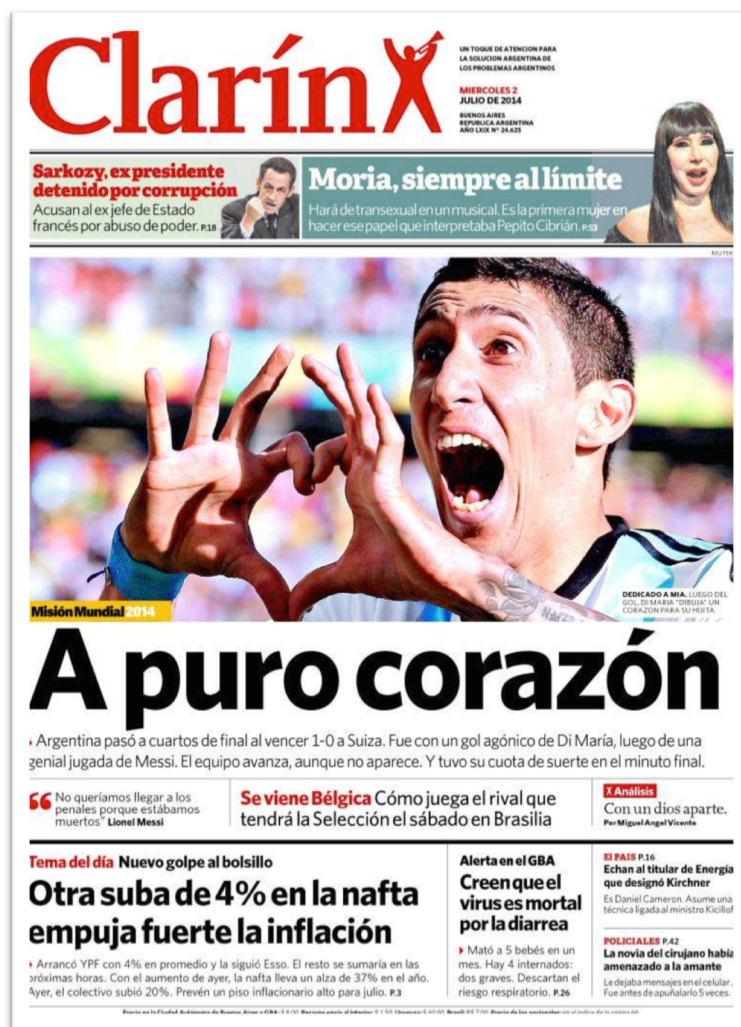 Clarín
UN TOQUE DE ATENCION PARA
LA SOLUCION ARGENTINA DE
LOS PROBLEMAS ARGENTINOS
MIERCOLES 2
JULIO DE 2014
BUENOS AIRES
REPUBLICA ARGENTINA
AÑO LXIX Nº 24.625
Sarkozy, ex presidente
detenido por corrupción
Acusan al ex jefe de Estado
francés por abuso de poder. P.18
Moria, siempre al límite
Hará de transexual en un musical. Es la primera mujer en
hacer ese papel que interpretaba Pepito Cibrián. P.53
REUTER
DEDICADO A MIA. LUEGO DEL
GOL, DI MARIA "DIBUJA" UN
CORAZON PARA SU HIJITA.
Misión Mundial 2014
A puro corazón
Argentina pasó a cuartos de final al vencer 1-0 a Suiza. Fue con un gol agónico de Di María, luego de una
genial jugada de Messi. El equipo avanza, aunque no aparece. Y tuvo su cuota de suerte en el minuto final.
“ No queríamos llegar a los
penales porque estábamos
muertos” Lionel Messi
Se viene Bélgica Cómo juega el rival que
tendrá la Selección el sábado en Brasilia
X Análisis
Con un dios aparte.
Por Miguel Angel Vicente
Tema del día Nuevo golpe al bolsillo
Otra suba de 4% en la nafta
empuja fuerte la inflación
Arrancó YPF con 4% en promedio y la siguió Esso. El resto se sumaría en las
próximas horas. Con el aumento de ayer, la nafta lleva un alza de 37% en el año.
Ayer, el colectivo subió 20%. Prevén un piso inflacionario alto para julio. P.3
Alerta en el GBA
Creen que el
virus es mortal
por la diarrea
Mató a 5 bebés en un
mes. Hay 4 internados:
dos graves. Descartan el
riesgo respiratorio. P.26
El PAIS P.16
Echan al titular de Energía
que designó Kirchner
Es Daniel Cameron. Asume una
técnica ligada al ministro Kicillof
POLICIALES P.42
La novia del cirujano había
amenazado a la amante
Le dejaba mensajes en el celular.
Fue antes de apuñalarlo 5 veces.